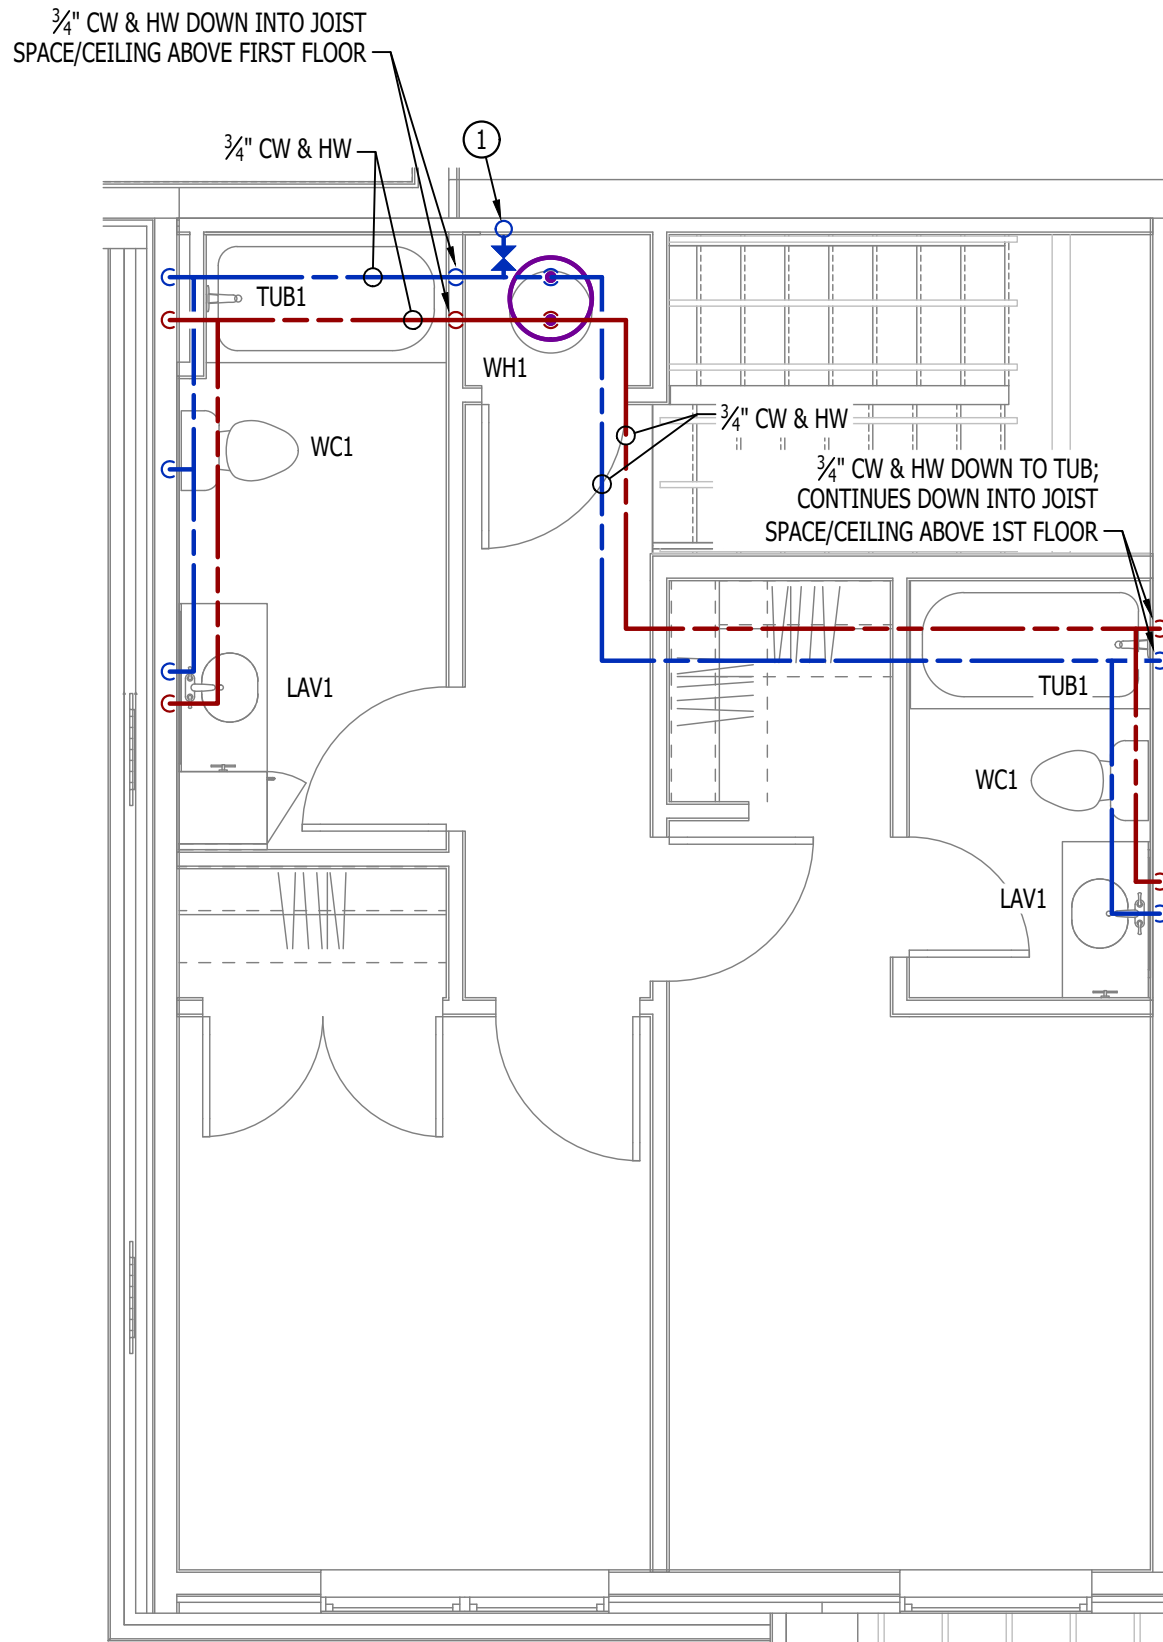 ¾" CW & HW DOWN INTO JOIST
SPACE/CEILING ABOVE FIRST FLOOR
¾" CW & HW
1
TUB1
WH1
WC1
¾" CW & HW
¾" CW & HW DOWN TO TUB;
CONTINUES DOWN INTO JOIST
SPACE/CEILING ABOVE 1ST FLOOR
LAV1
TUB1
WC1
LAV1